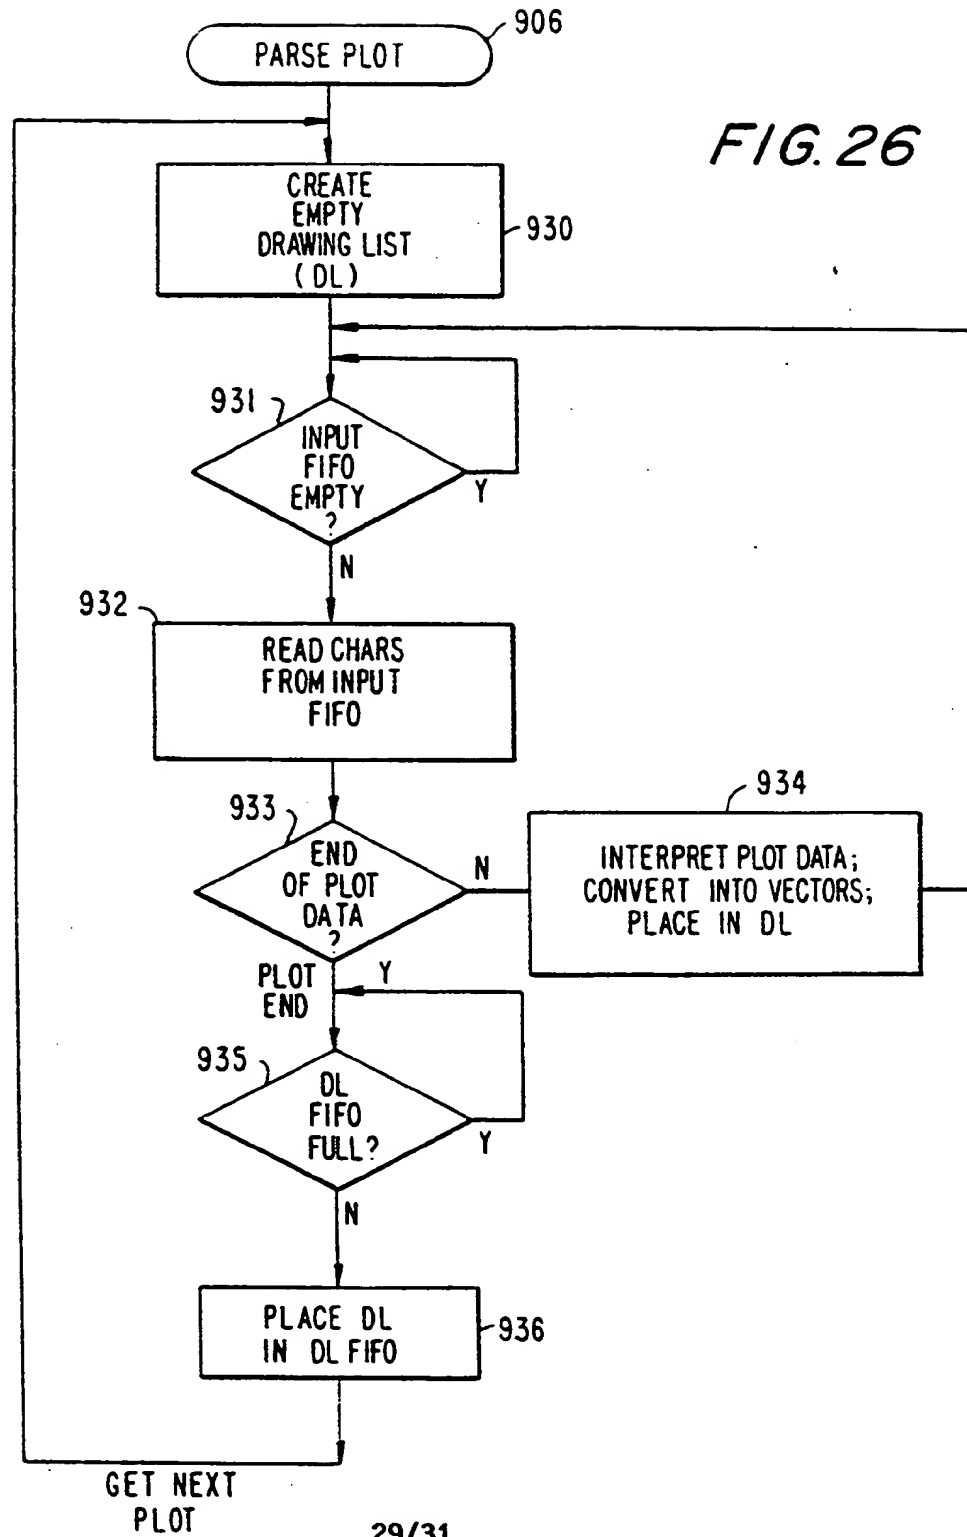 906
PARSE PLOT
FIG. 26
CREATE
EMPTY
DRAWING LIST
(DL)
930
931
INPUT
FIFO
EMPTY
?
Y
N
932
READ CHARS
FROM INPUT
FIFO
933
END
OF PLOT
DATA
?
N
934
INTERPRET PLOT DATA;
CONVERT INTO VECTORS;
PLACE IN DL
PLOT
END
Y
935
DL
FIFO
FULL?
Y
N
PLACE DL
IN DL FIFO
936
GET NEXT
PLOT
29/31